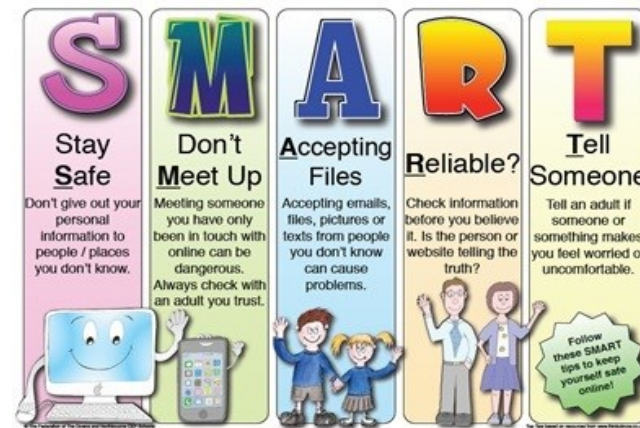 S
Stay
Safe
Don't give out your
personal
information to
people / places
you don't know.
M
Don't
Meet Up
Meeting someone
you have only
been in touch with
online can be
dangerous.
Always check with
an adult you trust.
A
Accepting
Files
Accepting emails,
files, pictures or
texts from people
you don't know
can cause
problems.
R
Reliable?
Check information
before you believe
it. Is the person or
website telling the
truth?
T
Tell
Someone
Tell an adult if
someone or
something makes
you feel worried o
uncomfortable.
Follow
these SMART
tips to keep
yourself safe
online!